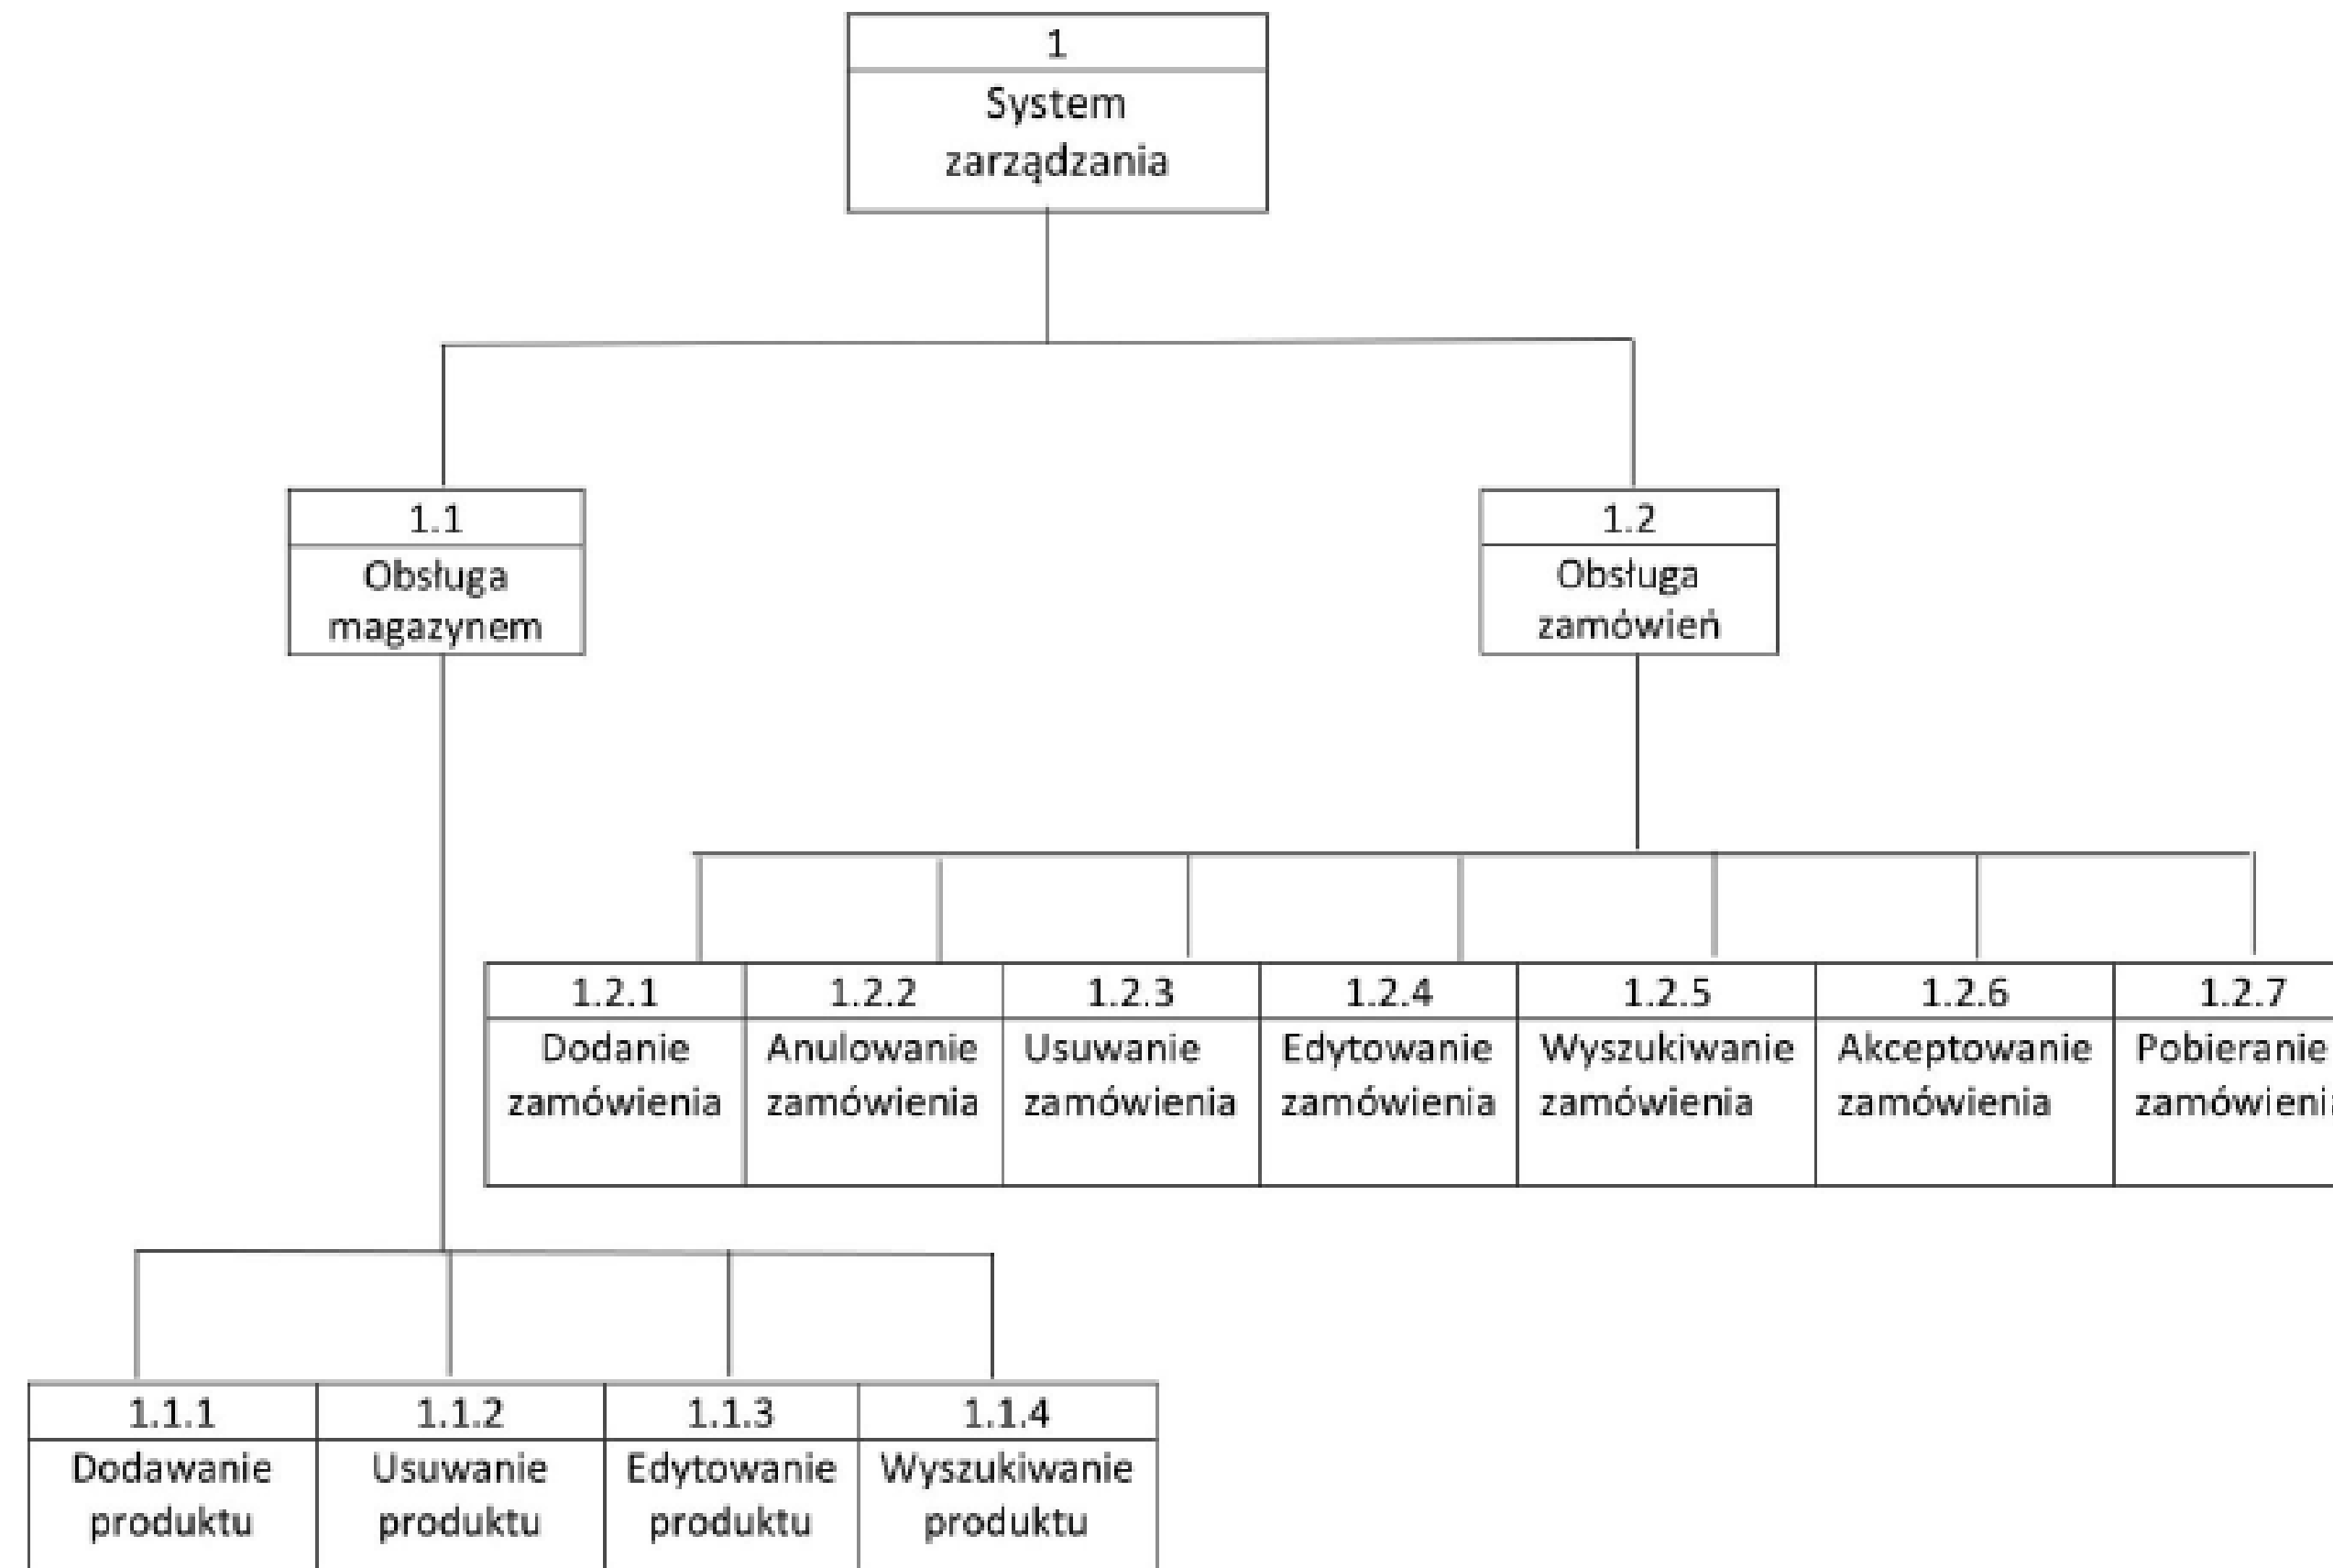 1
System
zarządzania
1.1
Obsługa
magazynem
1.2
Obsługa
zamówień
1.2.1
Dodanie
zamówienia
1.2.2
Anulowanie
zamówienia
1.2.3
Usuwanie
zamówienia
1.2.4
Edytowanie
zamówienia
1.2.5
Wyszukiwanie
zamówienia
1.2.6
Akceptowanie
zamówienia
1.2.7
Pobieranie
1.1.1
Dodawanie
produktu
1.1.2
Usuwanie
produktu
1.1.3
Edytowanie
produktu
1.1.4
Wyszukiwanie
produktu